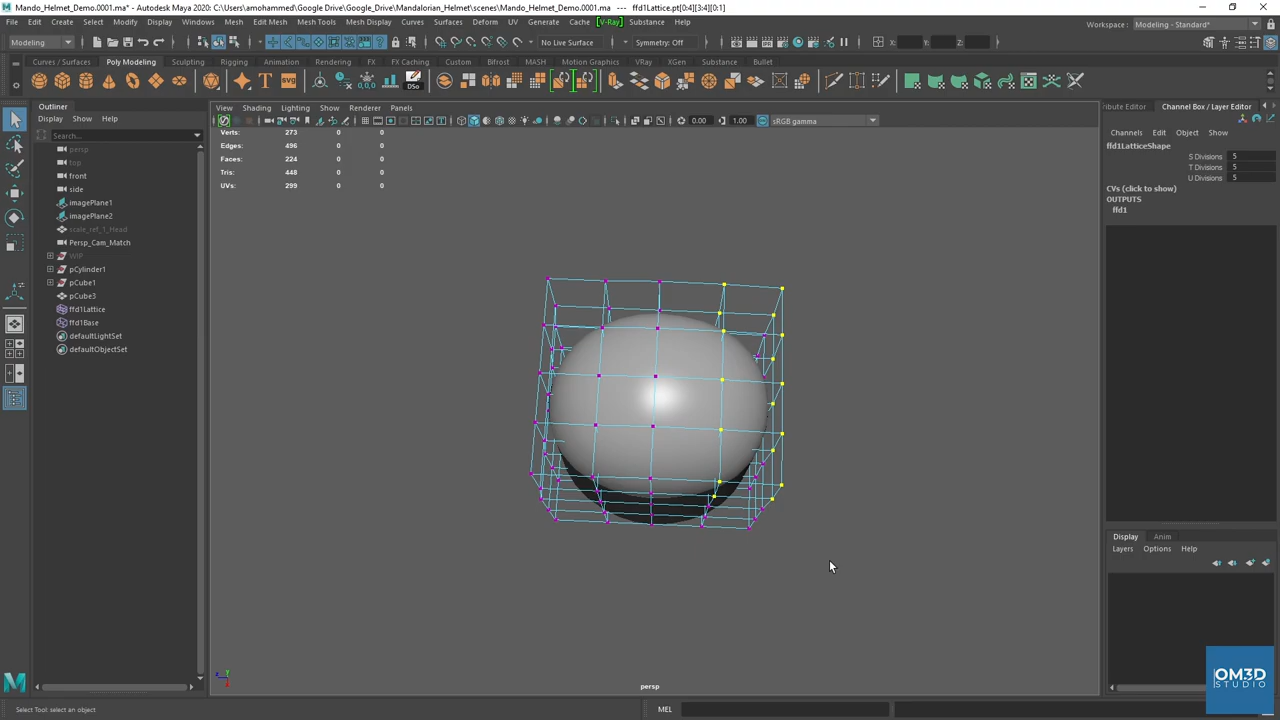 Mando_Helmet_Demo.0001.ma* - Autodesk Maya 2020: C:\Users\amohammed\Google Drive\Google_Drive\Mandalorian_Helmet\scenes\Mando_Helmet_Demo.0001.ma --- ffd1Lattice.pt[0:4][3:4][0:1]
File Edit Create Select Modify Display Windows Mesh Edit Mesh Mesh Tools Mesh Display Curves Surfaces Deform UV Generate Cache [V-Ray] Substance Help
Workspace : Modeling - Standard*
Modeling No Live Surface Symmetry: Off X: Y: Z:
Curves / Surfaces Poly Modeling Sculpting Rigging Animation Rendering FX FX Caching Custom Bifrost MASH Motion Graphics VRay XGen Substance Bullet
DSo
Outliner
Display Show Help
Search...
persp
top
front
side
imagePlane1
imagePlane2
scale_ref_1_Head
Persp_Cam_Match
WIP
pCylinder1
pCube1
pCube3
ffd1Lattice
ffd1Base
defaultLightSet
defaultObjectSet
View Shading Lighting Show Renderer Panels
0.00 1.00 sRGB gamma
Verts: 273 0 0
Edges: 496 0 0
Faces: 224 0 0
Tris: 448 0 0
UVs: 299 0 0
persp
tribute Editor Channel Box / Layer Editor
Channels Edit Object Show
ffd1LatticeShape
S Divisions 5
T Divisions 5
U Divisions 5
CVs (click to show)
OUTPUTS
ffd1
Display Anim
Layers Options Help
OM3D
STUDIO
Select Tool: select an object
MEL